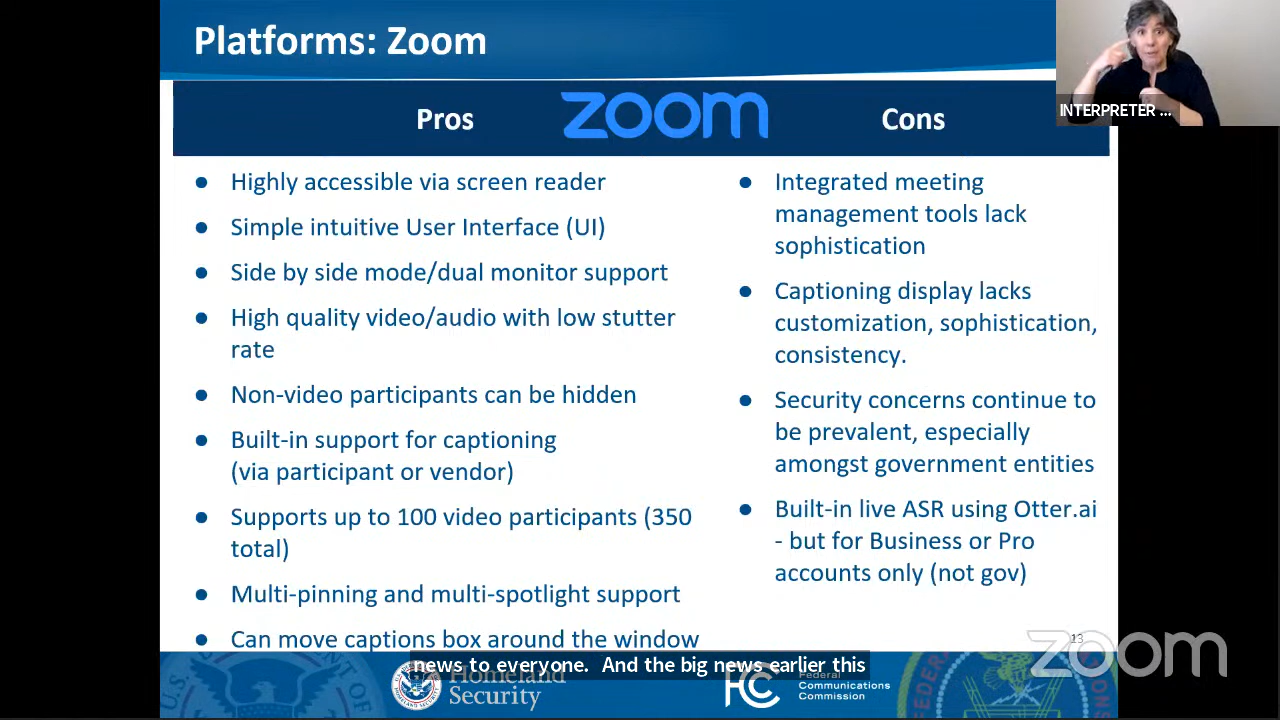 Platforms: Zoom
INTERPRETER ...
Pros
zoom
Cons
● Highly accessible via screen reader
● Simple intuitive User Interface (UI)
● Side by side mode/dual monitor support
● High quality video/audio with low stutter
rate
● Non-video participants can be hidden
● Built-in support for captioning
(via participant or vendor)
● Supports up to 100 video participants (350
total)
● Multi-pinning and multi-spotlight support
● Can move captions box around the window
● Integrated meeting
management tools lack
sophistication
● Captioning display lacks
customization, sophistication,
consistency.
● Security concerns continue to
be prevalent, especially
amongst government entities
● Built-in live ASR using Otter.ai
- but for Business or Pro
accounts only (not gov)
13
zoom
news to everyone. And the big news earlier this
Homeland
Security
FC
Federal
Communications
Commission